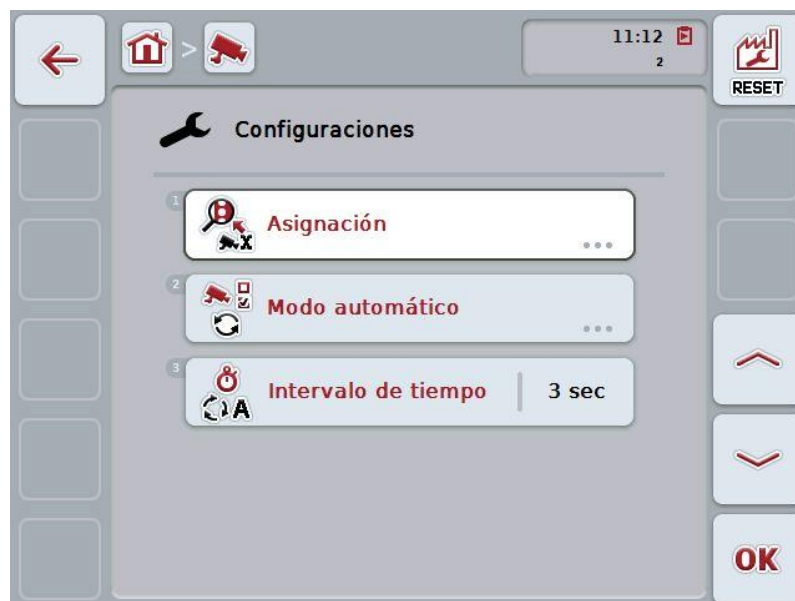 >
11:12
2
RESET
Configuraciones
1
Asignación
...
X
2
Modo automático
...
3
Intervalo de tiempo
3 sec
A
OK